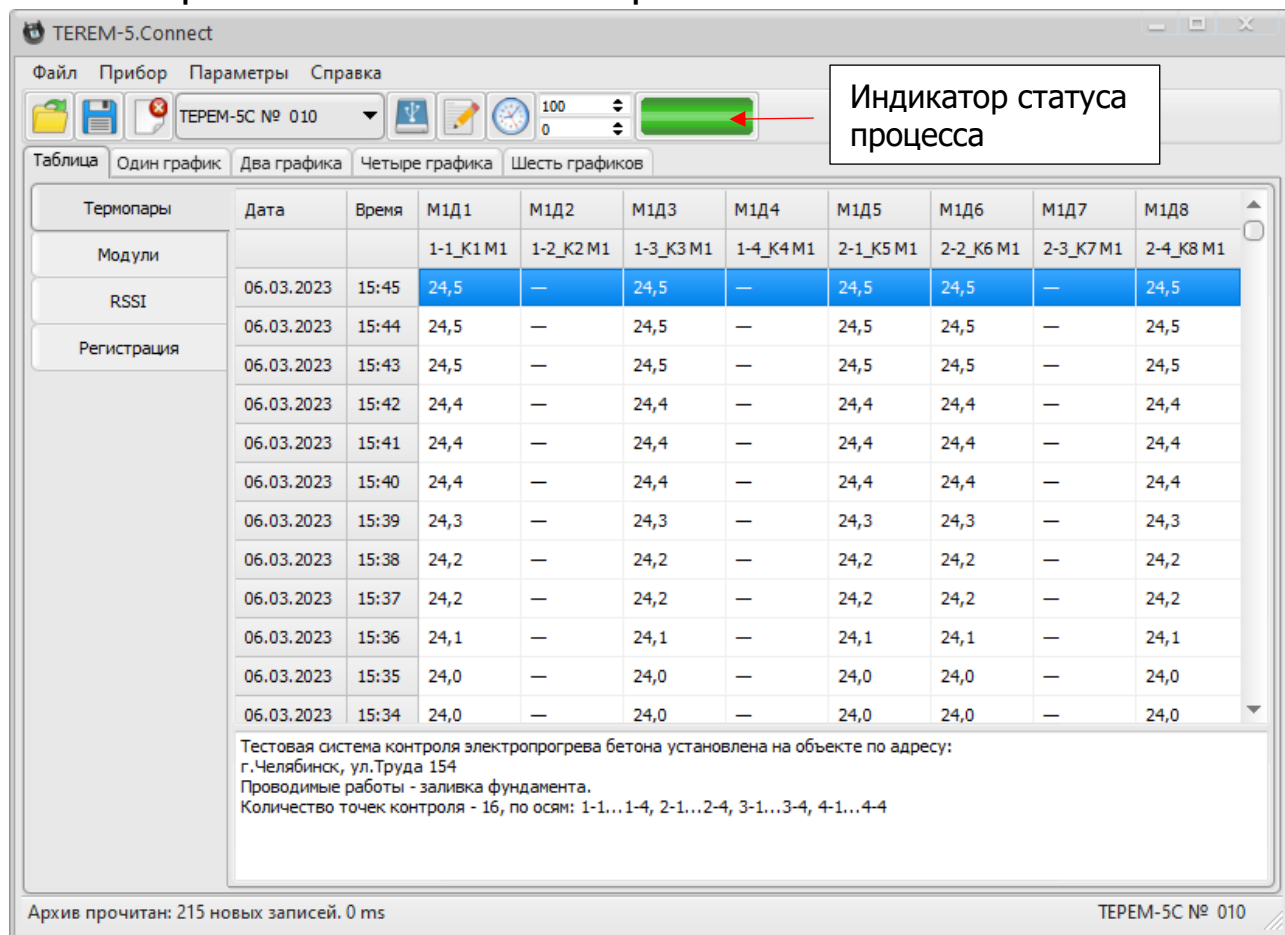 TEREM-5.Connect
Файл Прибор Параметры Справка
ТЕРЕМ-5С № 010
100
0
Индикатор статуса
процесса
Таблица Один график Два графика Четыре графика Шесть графиков
Термопары
Модули
RSSI
Регистрация
Дата Время М1Д1 М1Д2 М1Д3 М1Д4 М1Д5 М1Д6 М1Д7 М1Д8
1-1_К1 М1 1-2_К2 М1 1-3_К3 М1 1-4_К4 М1 2-1_К5 М1 2-2_К6 М1 2-3_К7 М1 2-4_К8 М1
06.03.2023 15:45 24,5 — 24,5 — 24,5 24,5 — 24,5
06.03.2023 15:44 24,5 — 24,5 — 24,5 24,5 — 24,5
06.03.2023 15:43 24,5 — 24,5 — 24,5 24,5 — 24,5
06.03.2023 15:42 24,4 — 24,4 — 24,4 24,4 — 24,4
06.03.2023 15:41 24,4 — 24,4 — 24,4 24,4 — 24,4
06.03.2023 15:40 24,4 — 24,4 — 24,4 24,4 — 24,4
06.03.2023 15:39 24,3 — 24,3 — 24,3 24,3 — 24,3
06.03.2023 15:38 24,2 — 24,2 — 24,2 24,2 — 24,2
06.03.2023 15:37 24,2 — 24,2 — 24,2 24,2 — 24,2
06.03.2023 15:36 24,1 — 24,1 — 24,1 24,1 — 24,1
06.03.2023 15:35 24,0 — 24,0 — 24,0 24,0 — 24,0
06.03.2023 15:34 24,0 — 24,0 — 24,0 24,0 — 24,0
Тестовая система контроля электропрогрева бетона установлена на объекте по адресу:
г.Челябинск, ул.Труда 154
Проводимые работы - заливка фундамента.
Количество точек контроля - 16, по осям: 1-1...1-4, 2-1...2-4, 3-1...3-4, 4-1...4-4
Архив прочитан: 215 новых записей. 0 ms
ТЕРЕМ-5С № 010